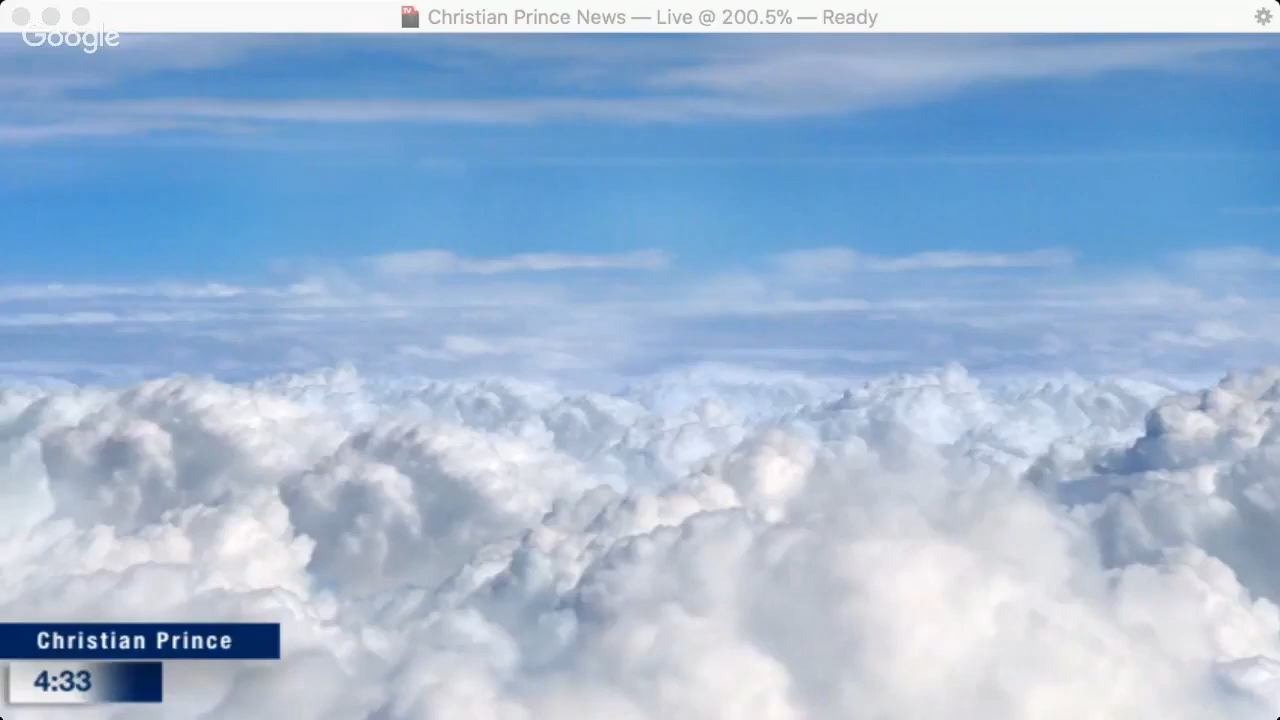 Christian Prince News — Live @ 200.5% — Ready
Google
Christian Prince
4:33